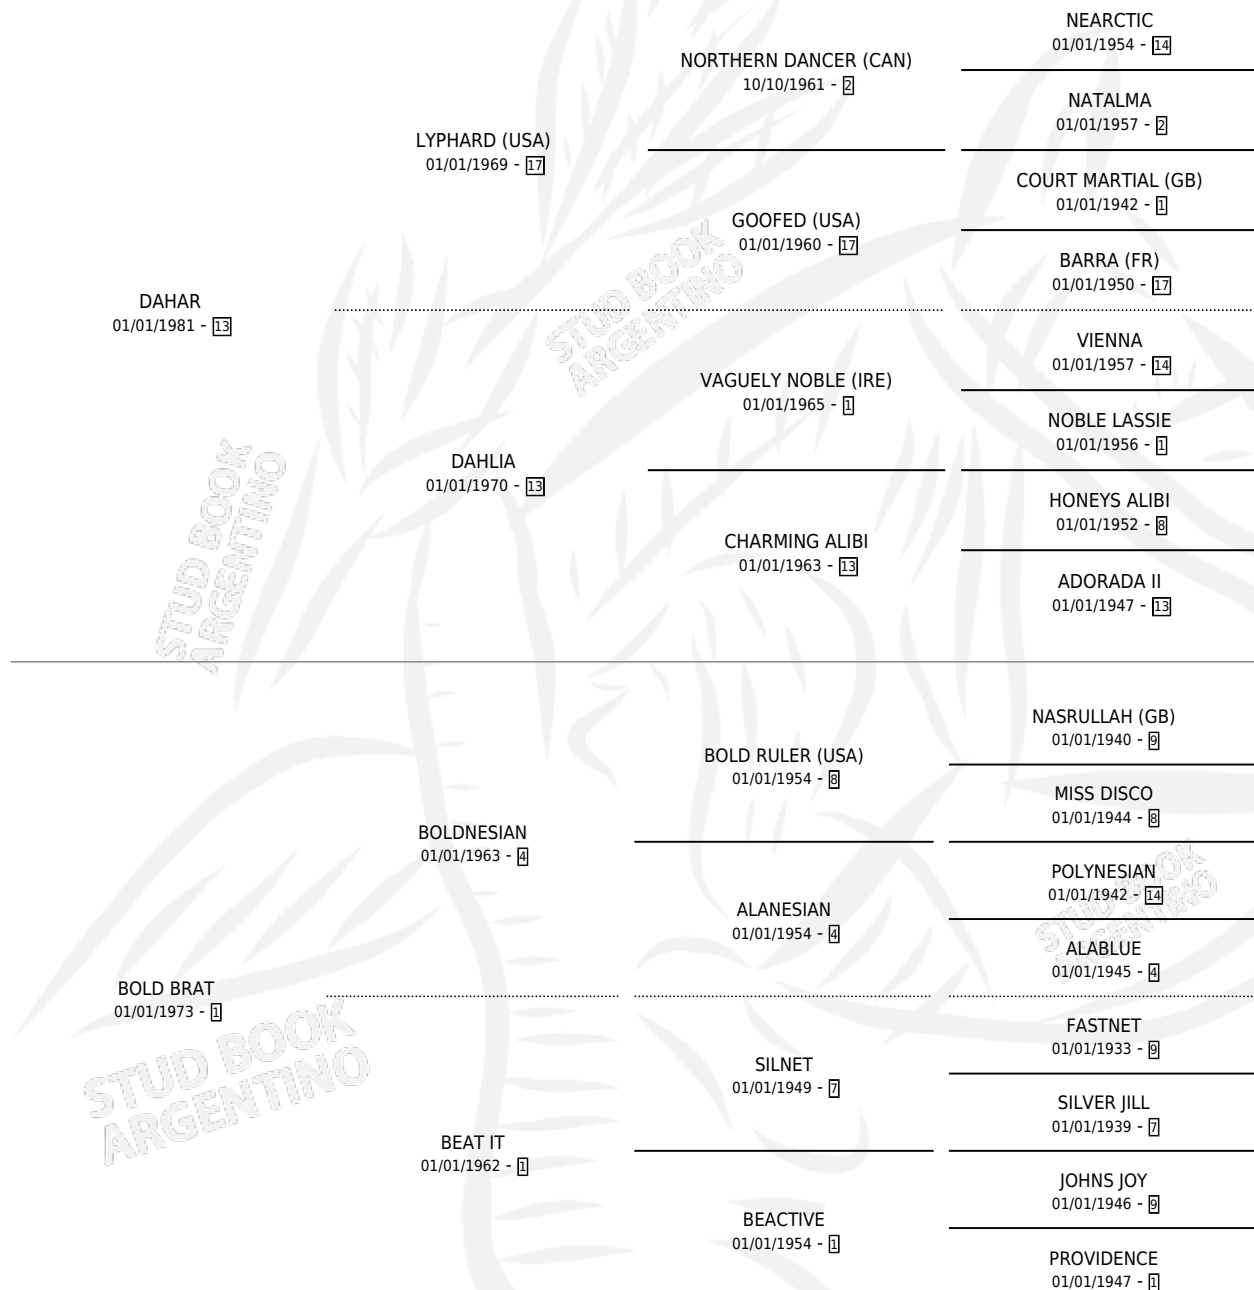 NEARCTIC
01/01/1954 - 14
NORTHERN DANCER (CAN)
10/10/1961 - 2
NATALMA
01/01/1957 - 2
LYPHARD (USA)
01/01/1969 - 17
COURT MARTIAL (GB)
01/01/1942 - 1
GOOFED (USA)
01/01/1960 - 17
BARRA (FR)
01/01/1950 - 17
DAHAR
01/01/1981 - 13
VIENNA
01/01/1957 - 14
VAGUELY NOBLE (IRE)
01/01/1965 - 1
NOBLE LASSIE
01/01/1956 - 1
DAHLIA
01/01/1970 - 13
HONEYS ALIBI
01/01/1952 - 8
CHARMING ALIBI
01/01/1963 - 13
ADORADA II
01/01/1947 - 13
STUD BOOK
ARGENTINO
STUD BOOK
ARGENTINO
NASRULLAH (GB)
01/01/1940 - 9
BOLD RULER (USA)
01/01/1954 - 8
MISS DISCO
01/01/1944 - 8
BOLDNESIAN
01/01/1963 - 4
POLYNESIAN
01/01/1942 - 14
ALANESIAN
01/01/1954 - 4
ALABLUE
01/01/1945 - 4
BOLD BRAT
01/01/1973 - 1
FASTNET
01/01/1933 - 9
SILNET
01/01/1949 - 7
SILVER JILL
01/01/1939 - 7
BEAT IT
01/01/1962 - 1
JOHNS JOY
01/01/1946 - 9
BEACTIVE
01/01/1954 - 1
PROVIDENCE
01/01/1947 - 1
STUD BOOK
ARGENTINO
STUD BOOK
ARGENTINO